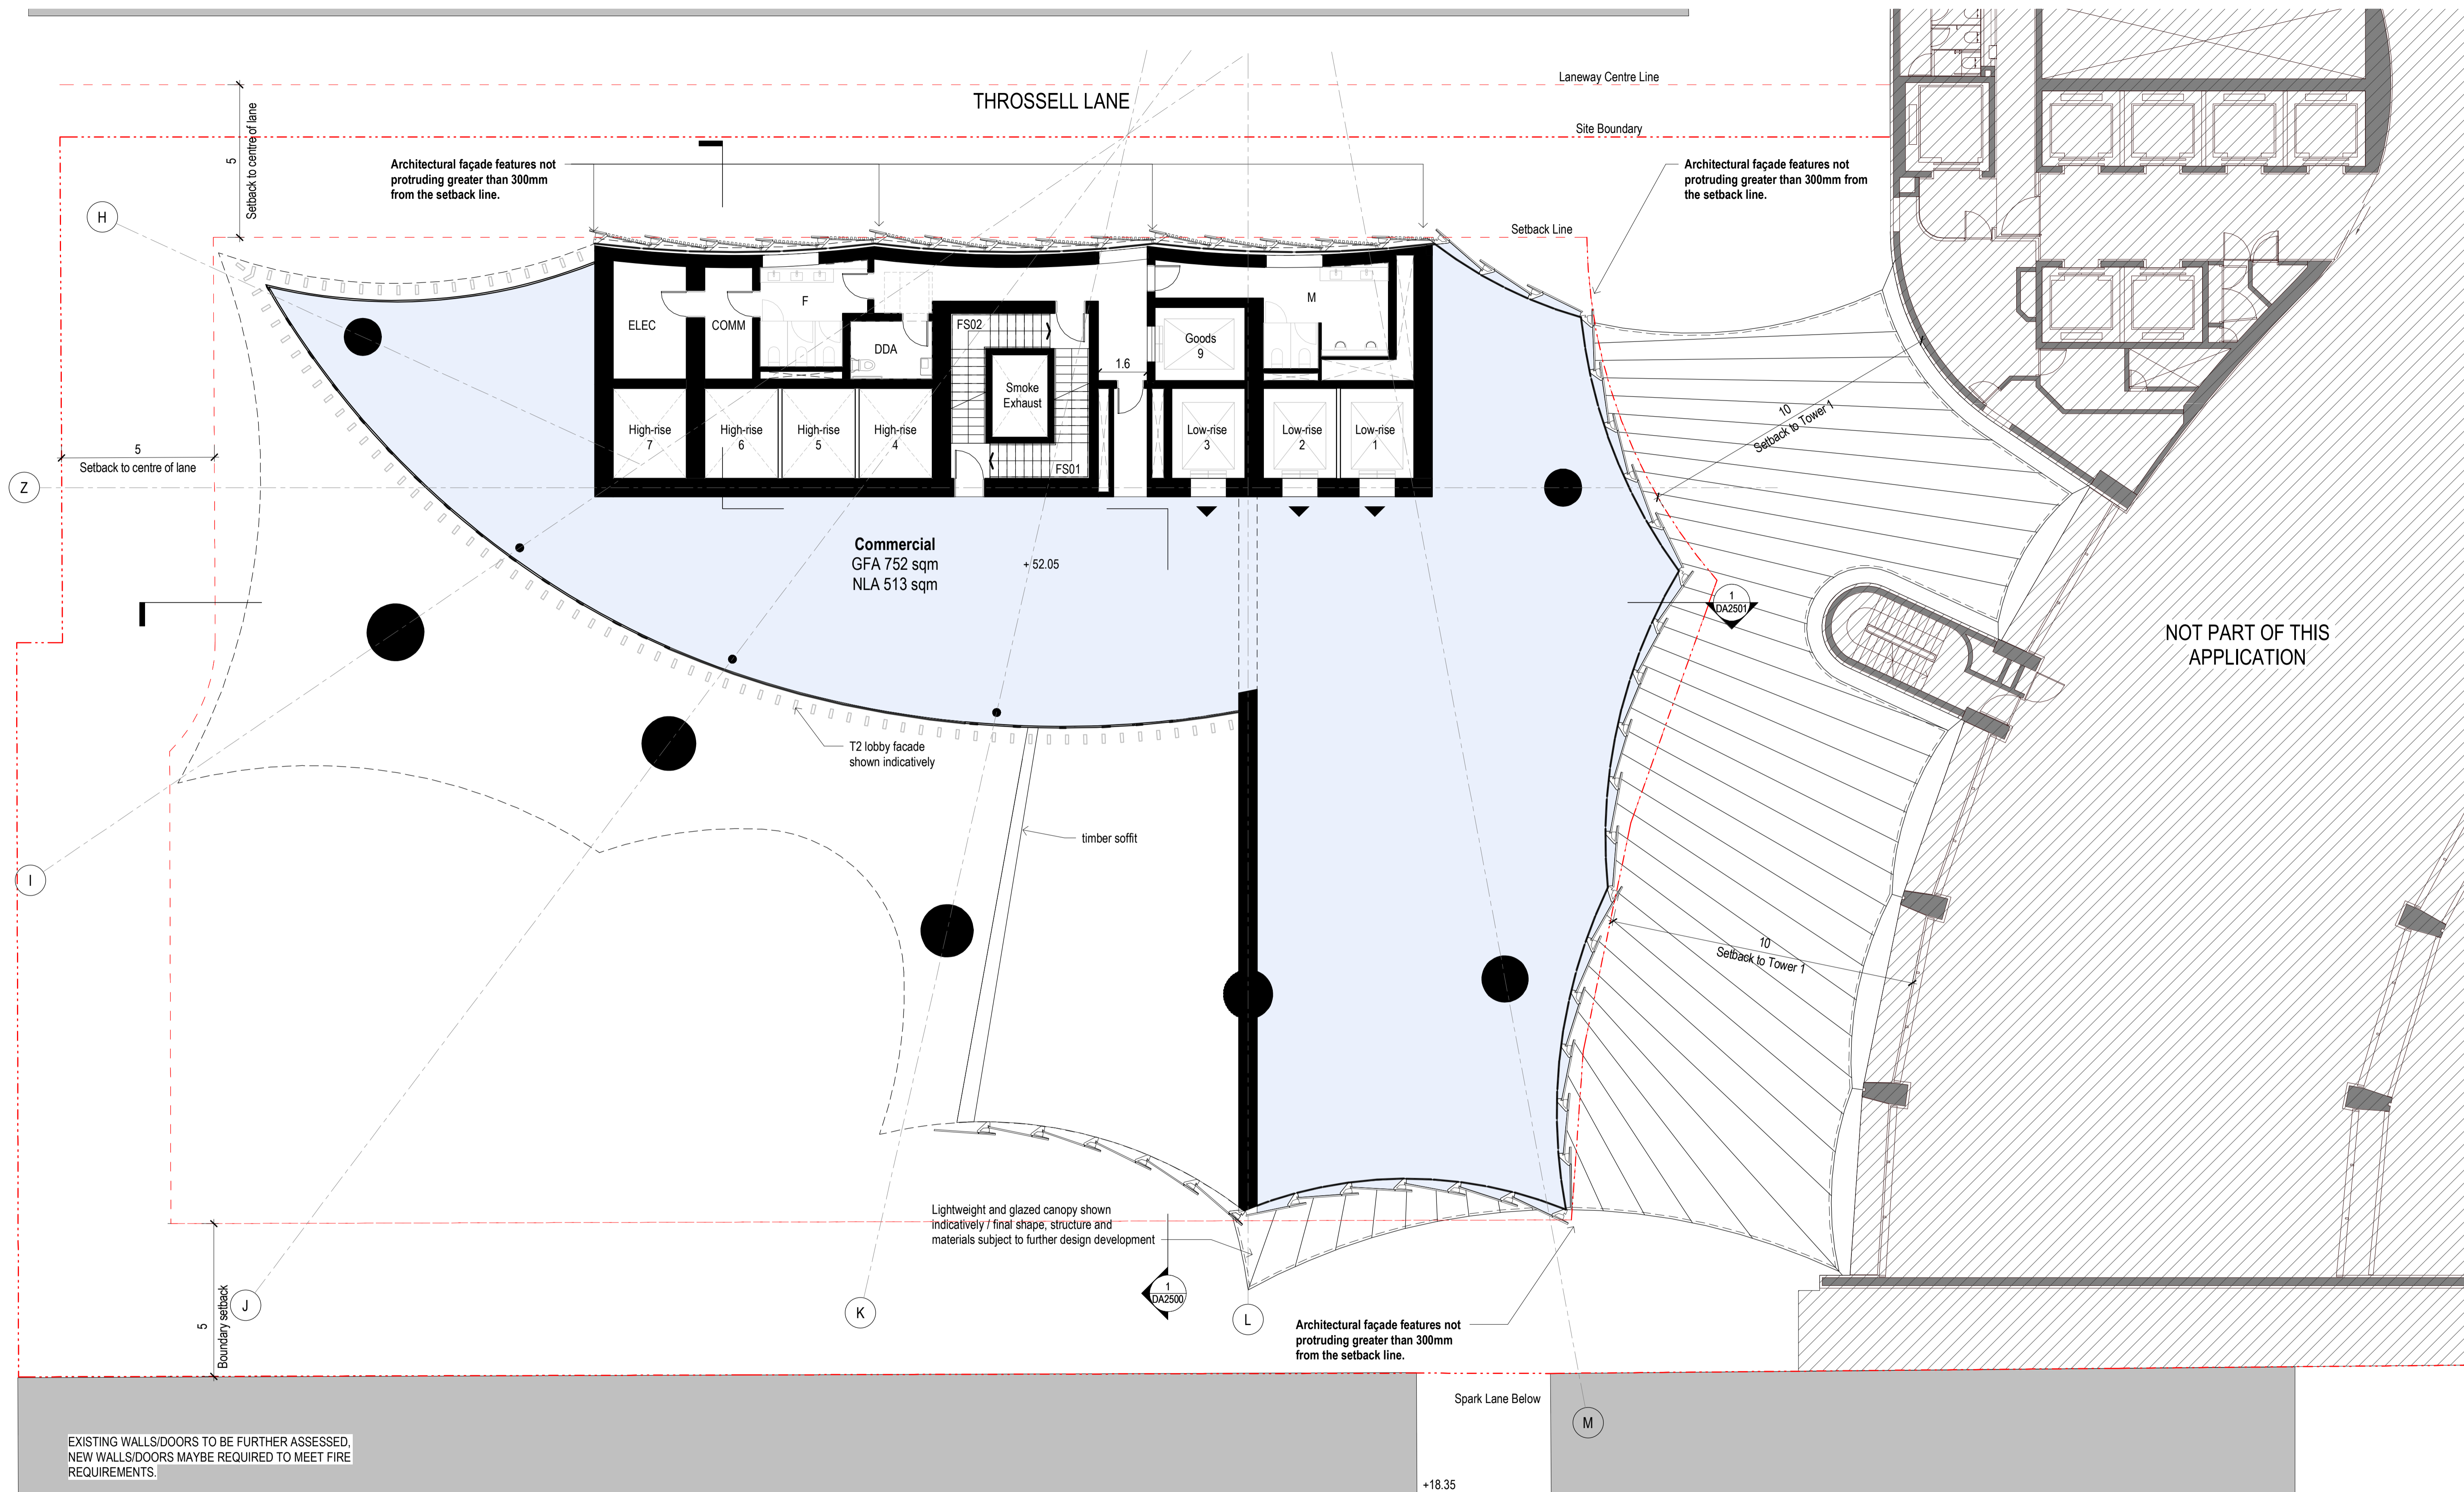 Laneway Centre Line
THROSSELL LANE
Site Boundary
5
Setback to centre of lane
Architectural façade features not
protruding greater than 300mm
from the setback line.
Architectural façade features not
protruding greater than 300mm from
the setback line.
H
Setback Line
F
M
ELEC
COMM
FS02
DDA
Goods
9
1.6
Smoke
Exhaust
High-rise
7
High-rise
6
High-rise
5
High-rise
4
Low-rise
3
Low-rise
2
Low-rise
1
FS01
10
Setback to Tower 1
5
Setback to centre of lane
Z
Commercial
GFA 752 sqm
NLA 513 sqm
+ 52.05
1
DA2501
NOT PART OF THIS
APPLICATION
T2 lobby facade
shown indicatively
timber soffit
I
10
Setback to Tower 1
Lightweight and glazed canopy shown
indicatively / final shape, structure and
materials subject to further design development
5
Boundary setback
J
K
1
DA2500
L
Architectural façade features not
protruding greater than 300mm
from the setback line.
Spark Lane Below
M
EXISTING WALLS/DOORS TO BE FURTHER ASSESSED,
NEW WALLS/DOORS MAYBE REQUIRED TO MEET FIRE
REQUIREMENTS.
+18.35